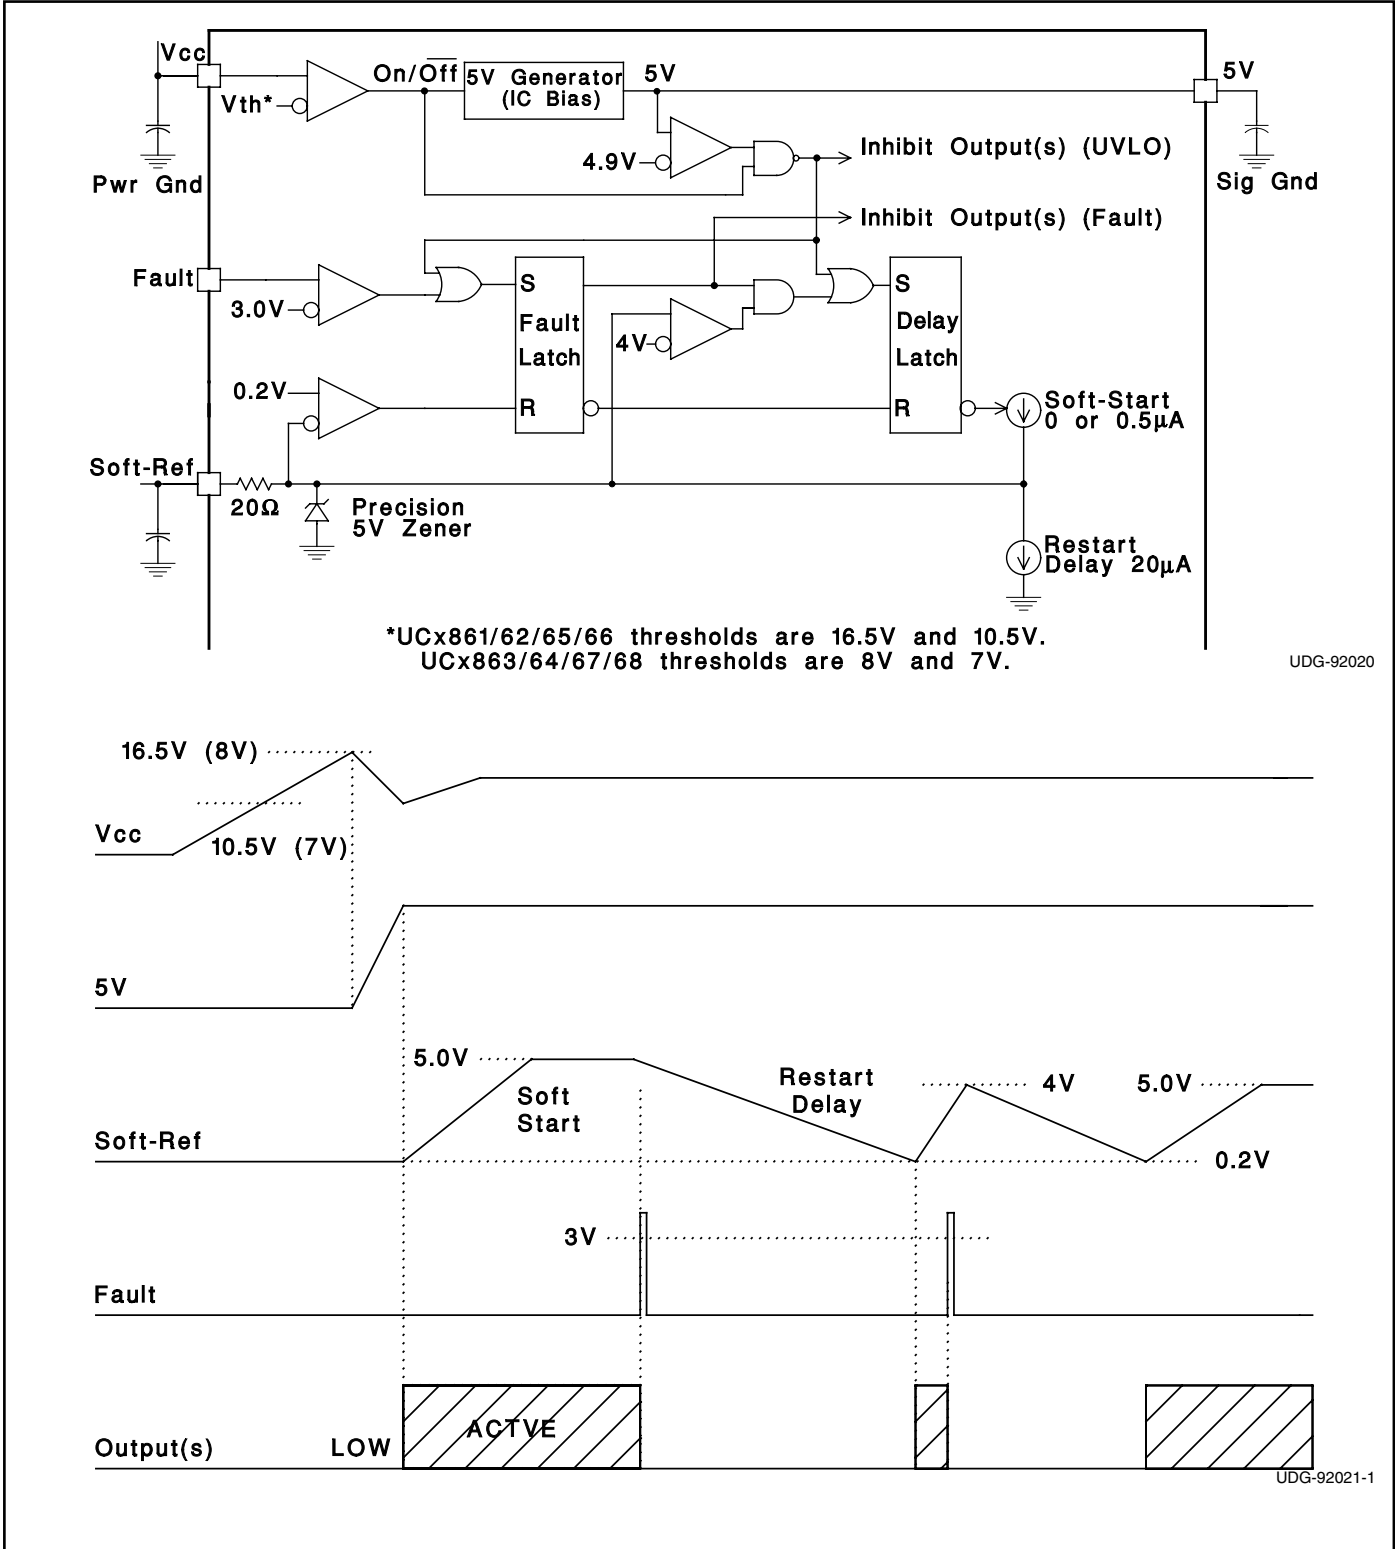 Vcc
On/Off
5V Generator
(IC Bias)
5V
5V
Vth*
4.9V
Inhibit Output(s) (UVLO)
Pwr Gnd
Sig Gnd
Inhibit Output(s) (Fault)
Fault
3.0V
S
Fault
Latch
R
4V
S
Delay
Latch
R
0.2V
Soft-Start
0 or 0.5µA
Soft-Ref
20Ω
Precision
5V Zener
Restart
Delay 20µA
*UCx861/62/65/66 thresholds are 16.5V and 10.5V.
UCx863/64/67/68 thresholds are 8V and 7V.
UDG-92020
16.5V (8V)
Vcc
10.5V (7V)
5V
5.0V
Soft
Start
Restart
Delay
4V
5.0V
Soft-Ref
0.2V
3V
Fault
ACTVE
Output(s)
LOW
UDG-92021-1